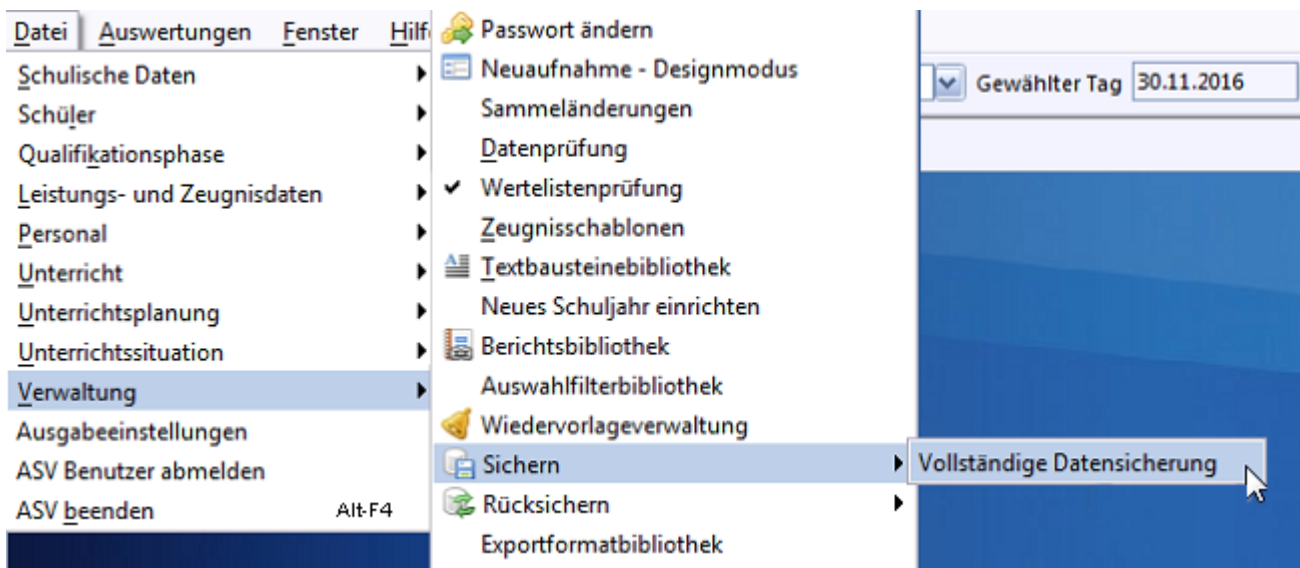 Datei Auswertungen Fenster Hilf
Schulische Daten
Schüler
Qualifikationsphase
Leistungs- und Zeugnisdaten
Personal
Unterricht
Unterrichtsplanung
Unterrichtssituation
Verwaltung
Ausgabeeinstellungen
ASV Benutzer abmelden
ASV beenden Alt-F4
Passwort ändern
Neuaufnahme - Designmodus
Sammeländerungen
Datenprüfung
Wertelistenprüfung
Zeugnisschablonen
Textbausteinebibliothek
Neues Schuljahr einrichten
Berichtsbibliothek
Auswahlfilterbibliothek
Wiedervorlageverwaltung
Sichern
Rücksichern
Exportformatbibliothek
Vollständige Datensicherung
Gewählter Tag 30.11.2016